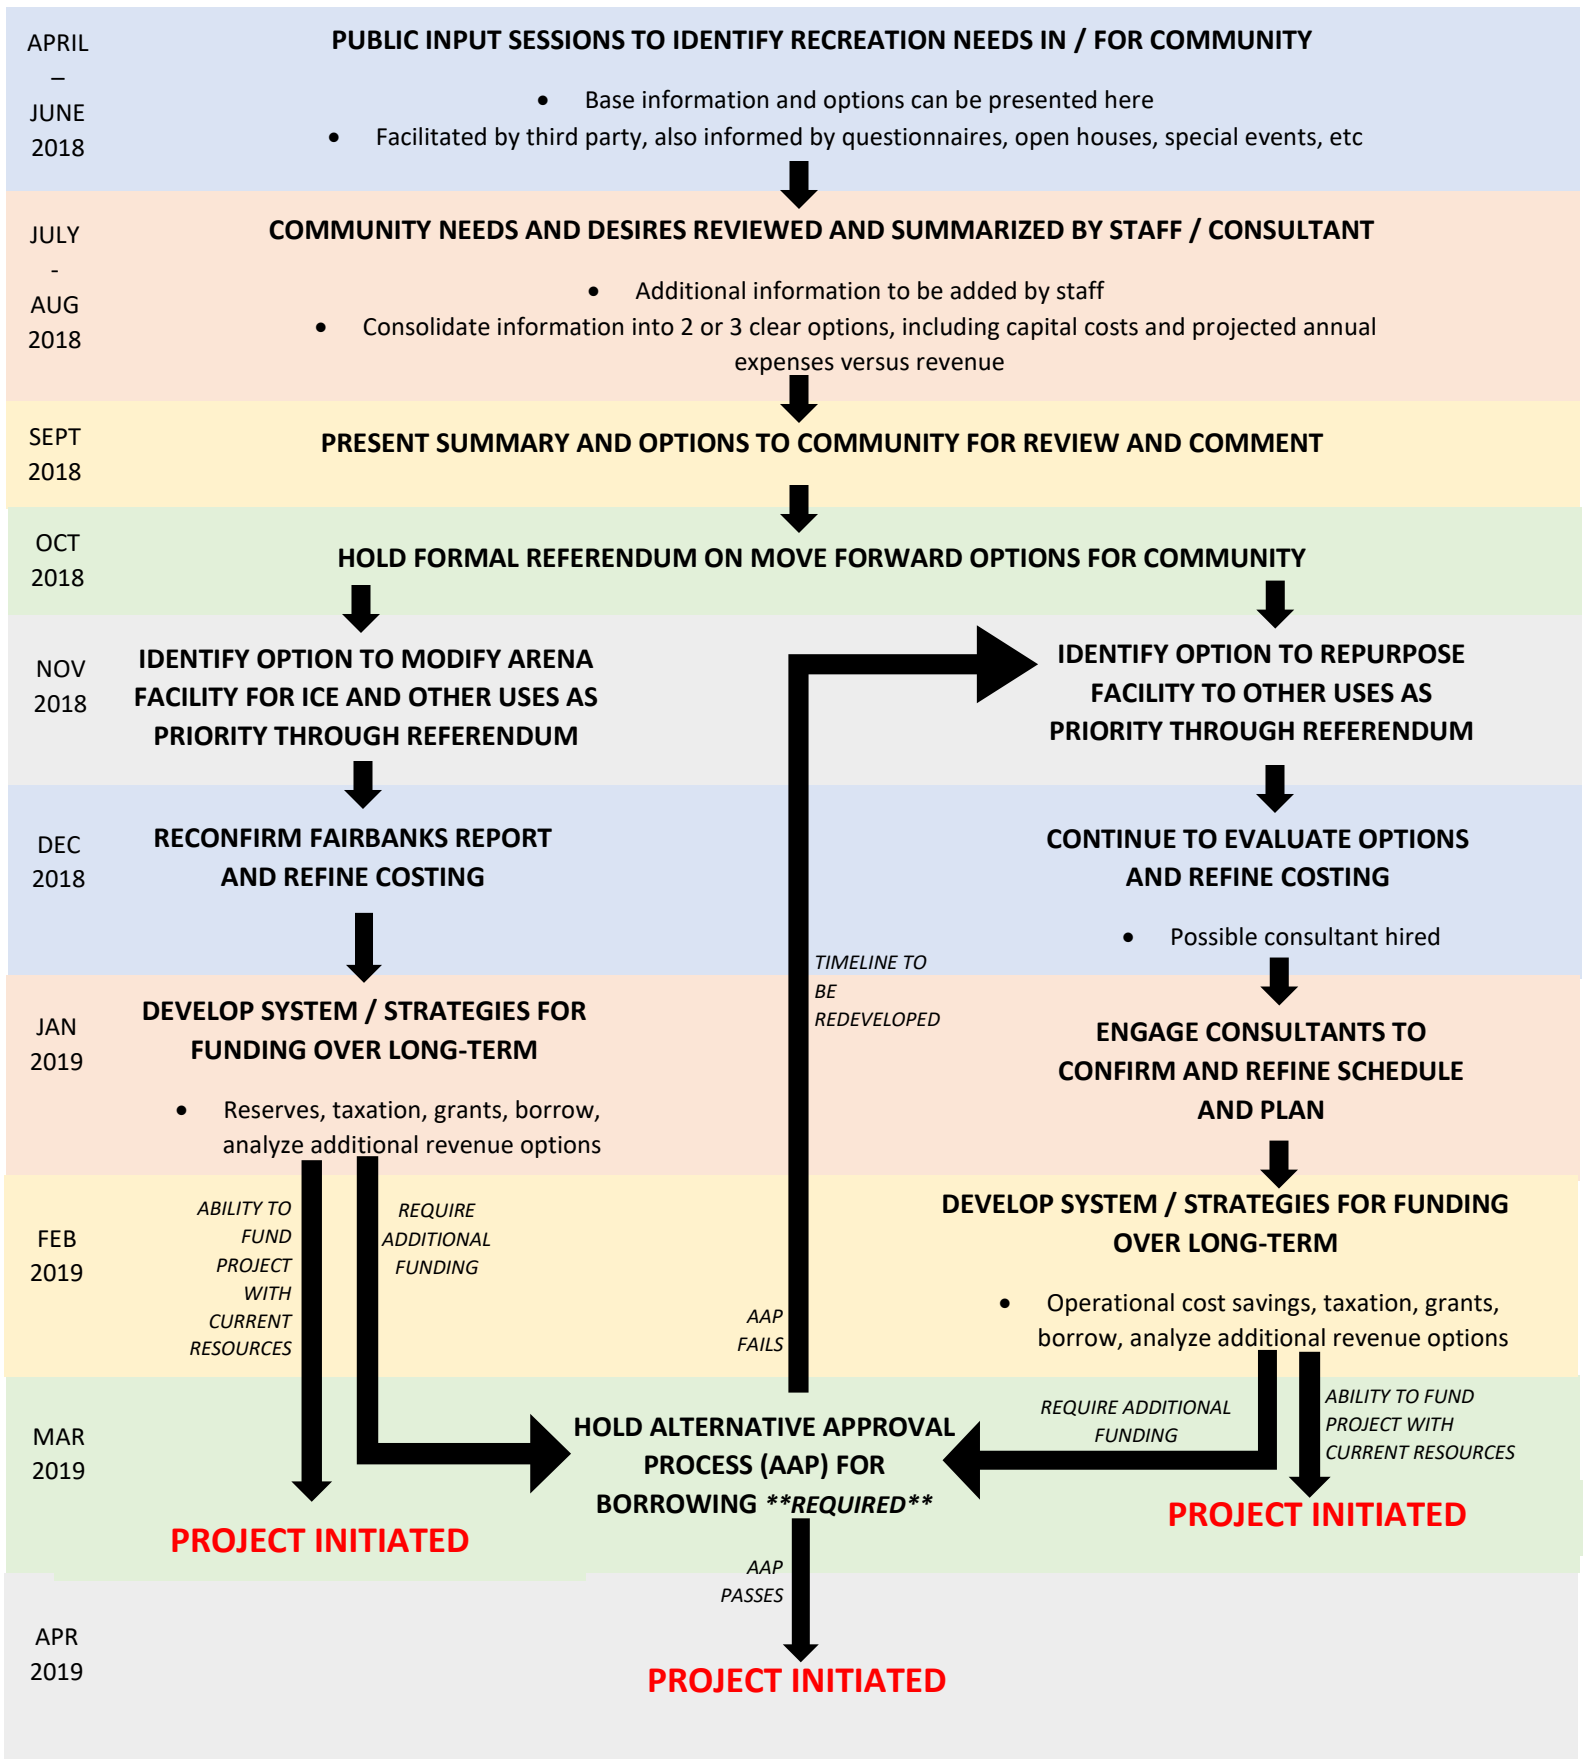 APRIL
–
JUNE
2018
PUBLIC INPUT SESSIONS TO IDENTIFY RECREATION NEEDS IN / FOR COMMUNITY
• Base information and options can be presented here
• Facilitated by third party, also informed by questionnaires, open houses, special events, etc
JULY
-
AUG
2018
COMMUNITY NEEDS AND DESIRES REVIEWED AND SUMMARIZED BY STAFF / CONSULTANT
• Additional information to be added by staff
• Consolidate information into 2 or 3 clear options, including capital costs and projected annual
expenses versus revenue
SEPT
2018
PRESENT SUMMARY AND OPTIONS TO COMMUNITY FOR REVIEW AND COMMENT
OCT
2018
HOLD FORMAL REFERENDUM ON MOVE FORWARD OPTIONS FOR COMMUNITY
NOV
2018
IDENTIFY OPTION TO MODIFY ARENA
FACILITY FOR ICE AND OTHER USES AS
PRIORITY THROUGH REFERENDUM
IDENTIFY OPTION TO REPURPOSE
FACILITY TO OTHER USES AS
PRIORITY THROUGH REFERENDUM
DEC
2018
RECONFIRM FAIRBANKS REPORT
AND REFINE COSTING
CONTINUE TO EVALUATE OPTIONS
AND REFINE COSTING
• Possible consultant hired
TIMELINE TO
BE
REDEVELOPED
JAN
2019
DEVELOP SYSTEM / STRATEGIES FOR
FUNDING OVER LONG-TERM
• Reserves, taxation, grants, borrow,
analyze additional revenue options
ENGAGE CONSULTANTS TO
CONFIRM AND REFINE SCHEDULE
AND PLAN
FEB
2019
ABILITY TO
FUND
PROJECT
WITH
CURRENT
RESOURCES
REQUIRE
ADDITIONAL
FUNDING
AAP
FAILS
DEVELOP SYSTEM / STRATEGIES FOR FUNDING
OVER LONG-TERM
• Operational cost savings, taxation, grants,
borrow, analyze additional revenue options
MAR
2019
HOLD ALTERNATIVE APPROVAL
PROCESS (AAP) FOR
BORROWING **REQUIRED**
REQUIRE ADDITIONAL
FUNDING
ABILITY TO FUND
PROJECT WITH
CURRENT RESOURCES
PROJECT INITIATED
PROJECT INITIATED
AAP
PASSES
APR
2019
PROJECT INITIATED